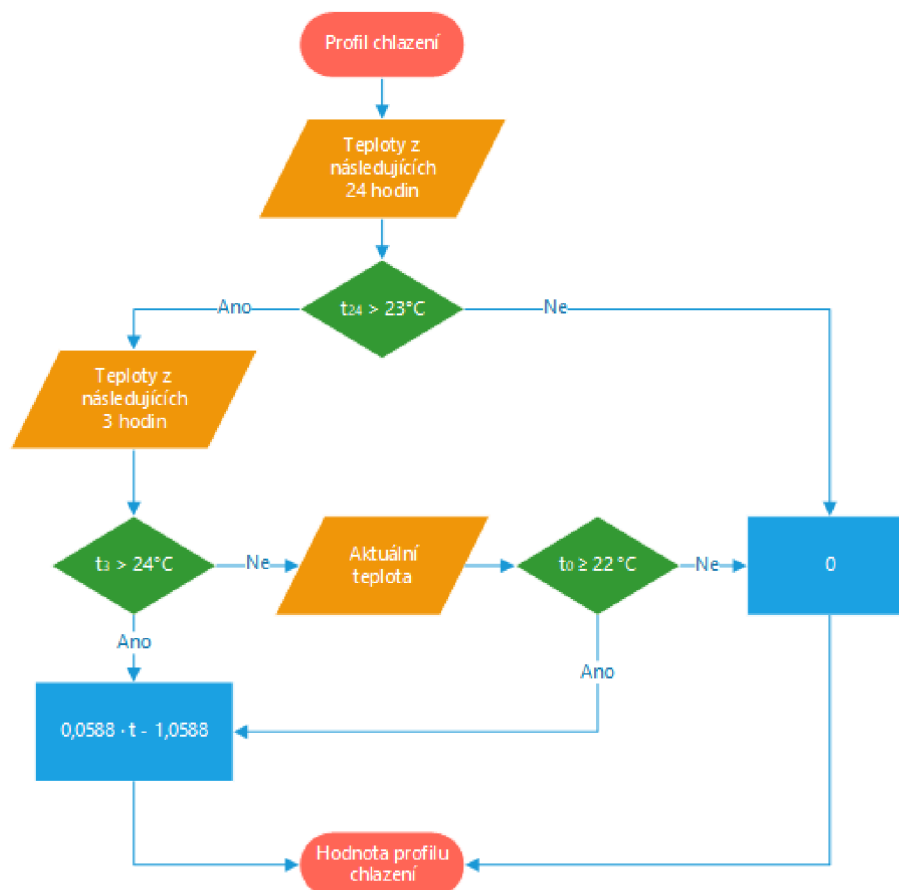 Profil chlazení
Teploty z
následujících
24 hodin
t₂₄ > 23°C
Ano
Ne
Teploty z
následujících
3 hodin
t₃ > 24°C
Ne
Aktuální
teplota
t₀ ≥ 22 °C
Ne
0
Ano
Ano
0,0588 · t - 1,0588
Hodnota profilu
chlazení